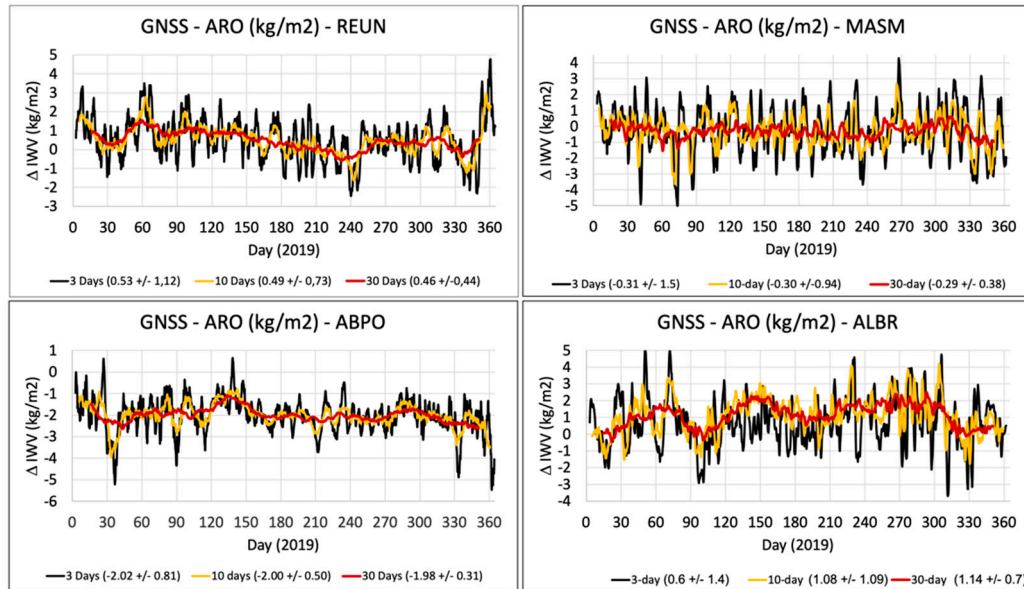 GNSS - ARO (kg/m2) - REUN
Δ IWV (kg/m2)
5
4
3
2
1
0
-1
-2
-3
0 30 60 90 120 150 180 210 240 270 300 330 360
Day (2019)
3 Days (0.53 +/- 1,12) 10 Days (0.49 +/- 0,73) 30 Days (0.46 +/-0,44)
GNSS - ARO (kg/m2) - MASM
Δ IWV (kg/m2)
4
3
2
1
0
-1
-2
-3
-4
-5
0 30 60 90 120 150 180 210 240 270 300 330 360
Day (2019)
3 Days (-0.31 +/- 1.5) 10-day (-0.30 +/-0.94) 30-day (-0.29 +/- 0.38)
GNSS - ARO (kg/m2) - ABPO
Δ IWV (kg/m2)
1
0
-1
-2
-3
-4
-5
-6
0 30 60 90 120 150 180 210 240 270 300 330 360
Day (2019)
3 Days (-2.02 +/- 0.81) 10 days (-2.00 +/- 0.50) 30 Days (-1.98 +/- 0.31)
GNSS - ARO (kg/m2) - ALBR
Δ IWV (kg/m2)
5
4
3
2
1
0
-1
-2
-3
-4
0 30 60 90 120 150 180 210 240 270 300 330 360
Day (2019)
3-day (0.6 +/- 1.4) 10-day (1.08 +/- 1.09) 30-day (1.14 +/- 0.7)